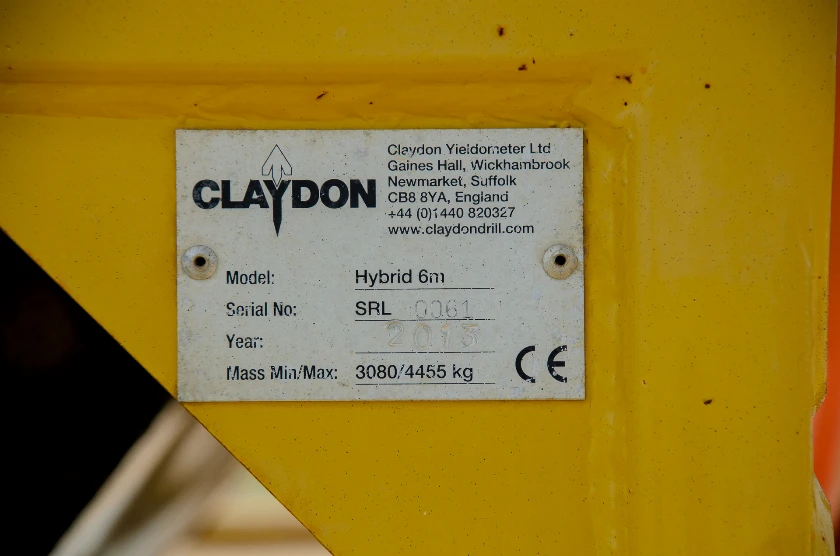 CLAYDON
Claydon Yieldometer Ltd
Gaines Hall, Wickhambrook
Newmarket, Suffolk
CB8 8YA, England
+44 (0)1440 820327
www.claydondrill.com
Model: Hybrid 6m
Serial No: SRL 0061
Year: 2013
Mass Min/Max: 3080/4455 kg
CE